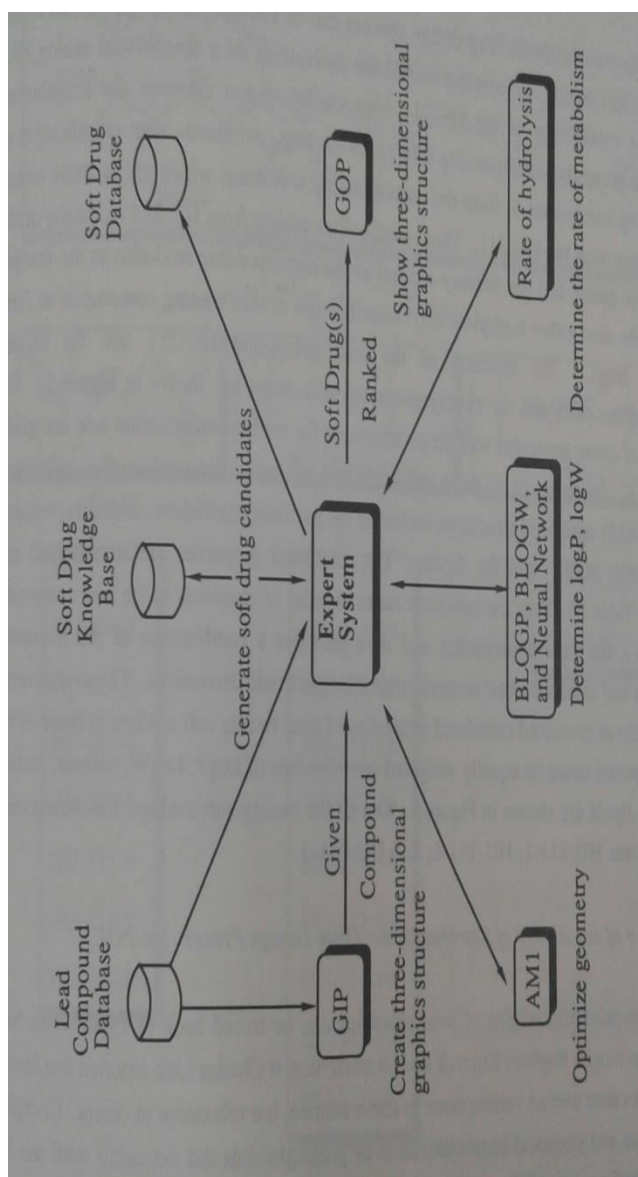 Lead Compound
Database
Soft Drug
Knowledge
Base
Soft Drug
Database
Generate soft drug candidates
GIP
Given
Compound
Expert
System
Soft Drug(s)
Ranked
GOP
Create three-dimensional
graphics structure
Show three-dimensional
graphics structure
AM1
BLOGP, BLOGW,
and Neural Network
Rate of hydrolysis
Optimize geometry
Determine logP, logW
Determine the rate of metabolism